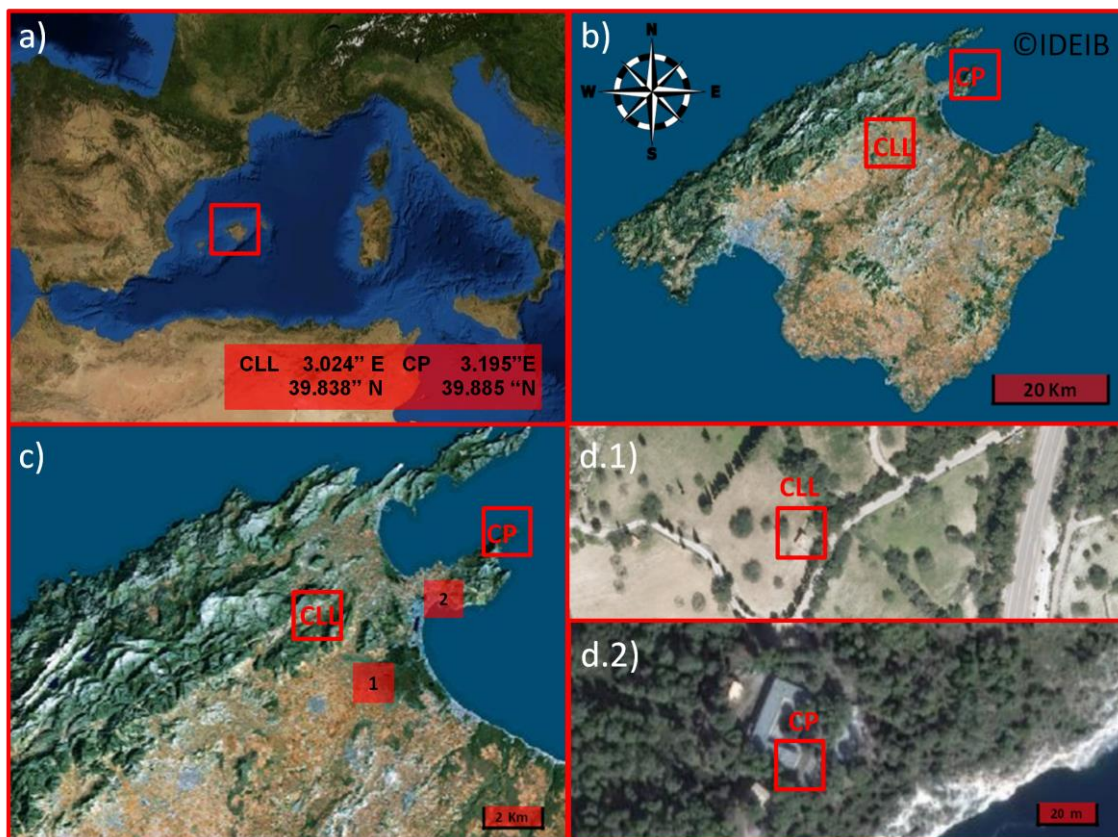 a)
CLL 3.024” E CP 3.195”E
39.838” N 39.885 “N
b)
N
W E
S
©IDEIB
CP
CLL
20 Km
c)
CP
CLL
2
1
2 Km
d.1)
CLL
d.2)
CP
20 m